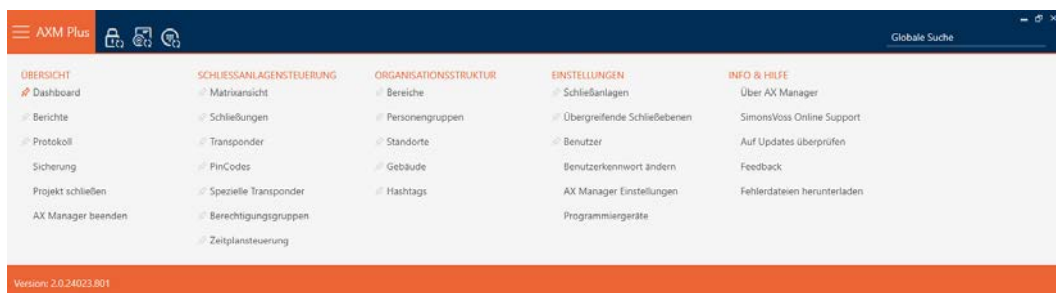 AXM Plus
Globale Suche
ÜBERSICHT
Dashboard
Berichte
Protokoll
Sicherung
Projekt schließen
AX Manager beenden
SCHLIESSANLAGENSTEUERUNG
Matrixansicht
Schließungen
Transponder
PinCodes
Spezielle Transponder
Berechtigungsgruppen
Zeitplansteuerung
ORGANISATIONSSTRUKTUR
Bereiche
Personengruppen
Standorte
Gebäude
Hashtags
EINSTELLUNGEN
Schließanlagen
Übergreifende Schließebenen
Benutzer
Benutzerkennwort ändern
AX Manager Einstellungen
Programmiergeräte
INFO & HILFE
Über AX Manager
SimonsVoss Online Support
Auf Updates überprüfen
Feedback
Fehlerdateien herunterladen
Version: 2.0.24023.801